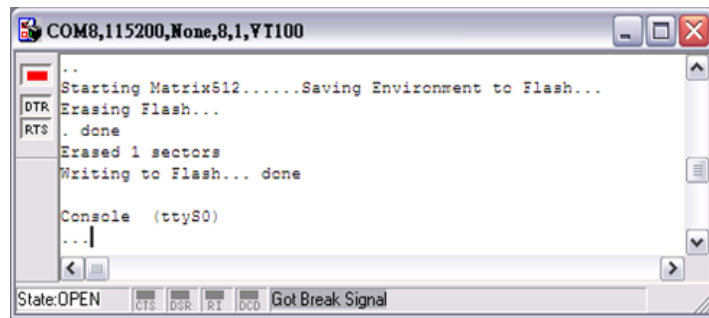 COM8,115200,None,8,1,VT100
..
Starting Matrix512......Saving Environment to Flash...
DTR
Erasing Flash...
RTS
. done
Erased 1 sectors
Writing to Flash... done
Console (ttyS0)
...
State:OPEN CTS DSR RI DCD Got Break Signal